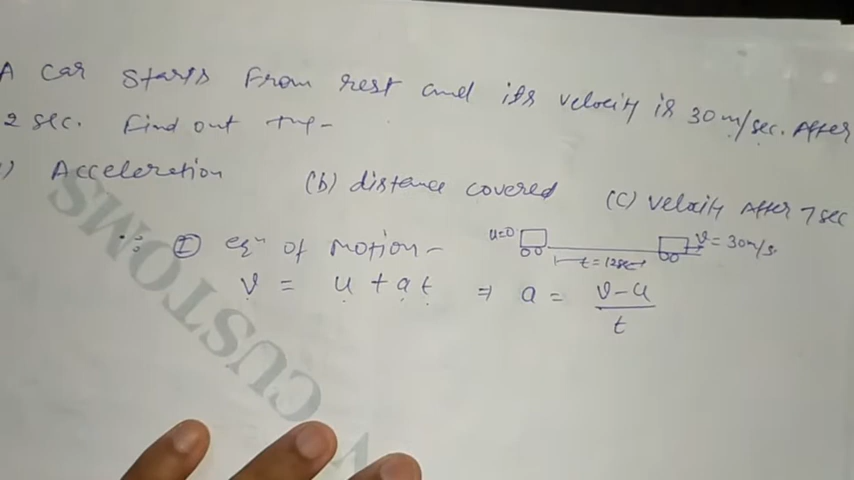 A car starts From rest and its velocity is 30 m/sec. After
2 sec. Find out the-
) Acceleration (b) distance covered (c) velocity After 7 sec
∵ Ⓘ eqⁿ of motion - u=0 t=12sec v=30m/s.
v = u + at ⇒ a = v-u/t
CUSTOMS